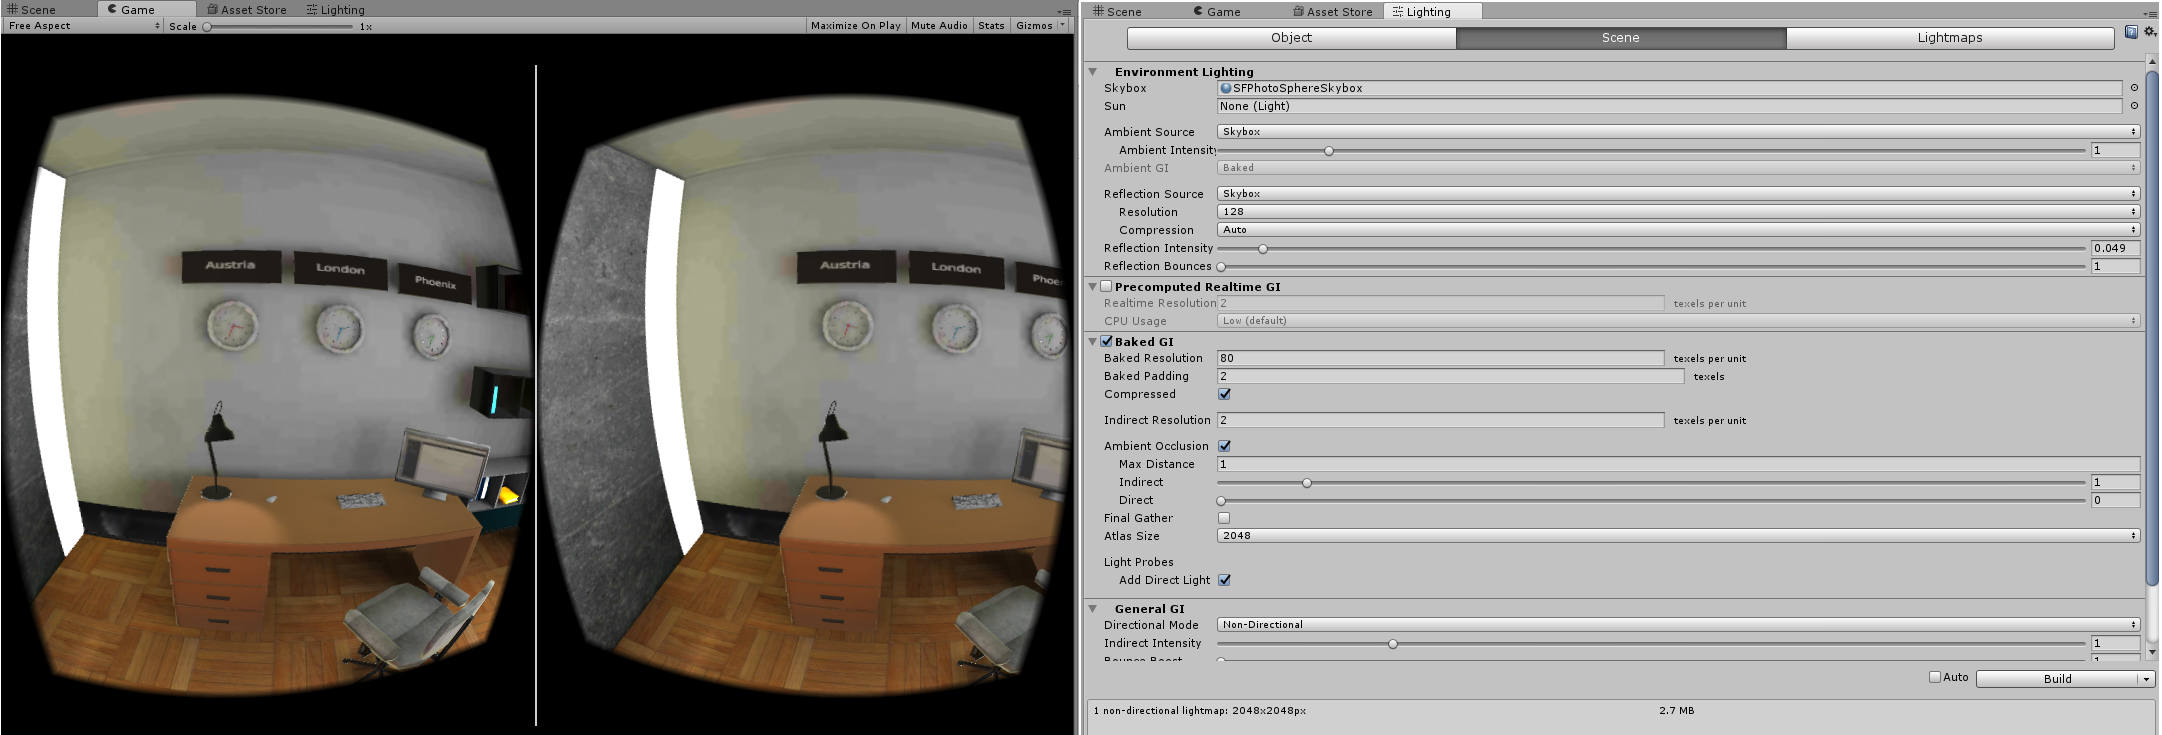 Scene Game Asset Store Lighting
Free Aspect Scale 1x Maximize On Play Mute Audio Stats Gizmos
Austria London Phoenix
Austria London Phoe
Scene Game Asset Store Lighting
Object Scene Lightmaps
Environment Lighting
Skybox SFPhotoSphereSkybox
Sun None (Light)
Ambient Source Skybox
Ambient Intensity 1
Ambient GI Baked
Reflection Source Skybox
Resolution 128
Compression Auto
Reflection Intensity 0.049
Reflection Bounces 1
Precomputed Realtime GI
Realtime Resolution 2 texels per unit
CPU Usage Low (default)
Baked GI
Baked Resolution 80 texels per unit
Baked Padding 2 texels
Compressed
Indirect Resolution 2 texels per unit
Ambient Occlusion
Max Distance 1
Indirect 1
Direct 0
Final Gather
Atlas Size 2048
Light Probes
Add Direct Light
General GI
Directional Mode Non-Directional
Indirect Intensity 1
Bounce Boost 1
Auto Build
1 non-directional lightmap: 2048x2048px 2.7 MB